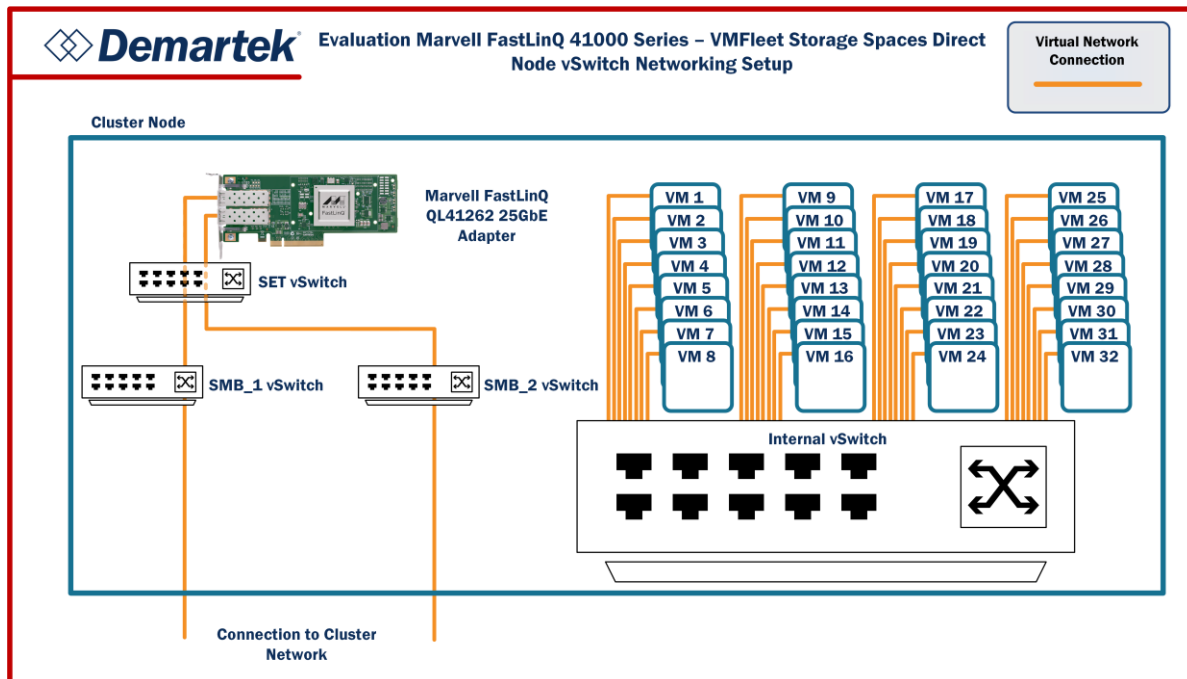 Demartek
Evaluation Marvell FastLinQ 41000 Series – VMFleet Storage Spaces Direct
Node vSwitch Networking Setup
Virtual Network
Connection
Cluster Node
Marvell FastLinQ
QL41262 25GbE
Adapter
MARVELL
FastLinQ
SET vSwitch
SMB_1 vSwitch
SMB_2 vSwitch
VM 1
VM 2
VM 3
VM 4
VM 5
VM 6
VM 7
VM 8
VM 9
VM 10
VM 11
VM 12
VM 13
VM 14
VM 15
VM 16
VM 17
VM 18
VM 19
VM 20
VM 21
VM 22
VM 23
VM 24
VM 25
VM 26
VM 27
VM 28
VM 29
VM 30
VM 31
VM 32
Internal vSwitch
Connection to Cluster
Network